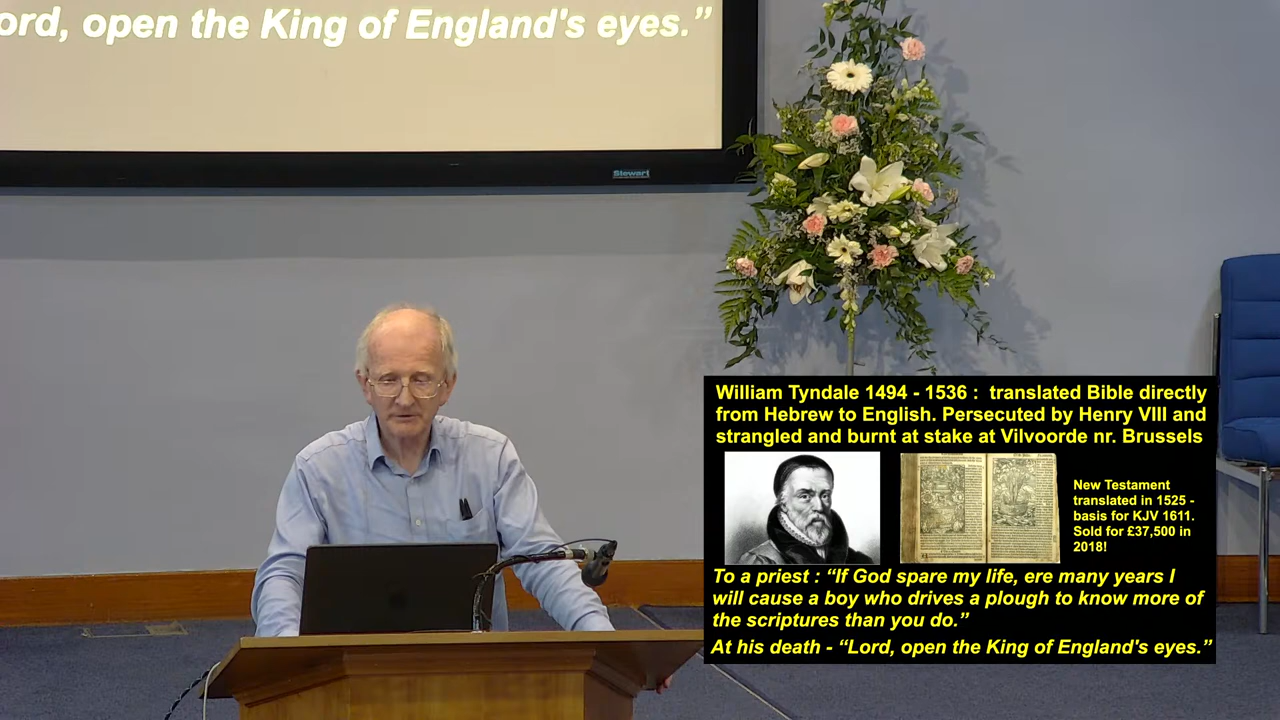 ord, open the King of England's eyes.”
Stewart
William Tyndale 1494 - 1536 : translated Bible directly
from Hebrew to English. Persecuted by Henry VIII and
strangled and burnt at stake at Vilvoorde nr. Brussels
New Testament
translated in 1525 -
basis for KJV 1611.
Sold for £37,500 in
2018!
To a priest : “If God spare my life, ere many years I
will cause a boy who drives a plough to know more of
the scriptures than you do.”
At his death - “Lord, open the King of England's eyes.”